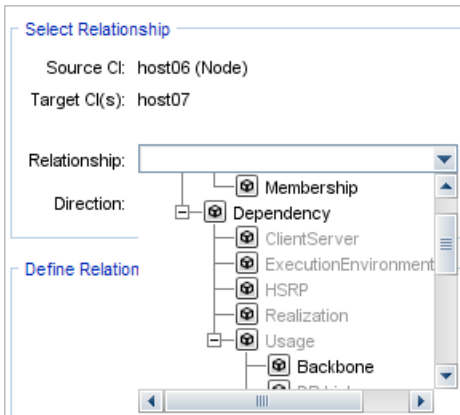 Select Relationship
Source CI: host06 (Node)
Target CI(s): host07
Relationship:
Membership
Direction:
Dependency
ClientServer
Define Relation
ExecutionEnvironment
HSRP
Realization
Usage
Backbone